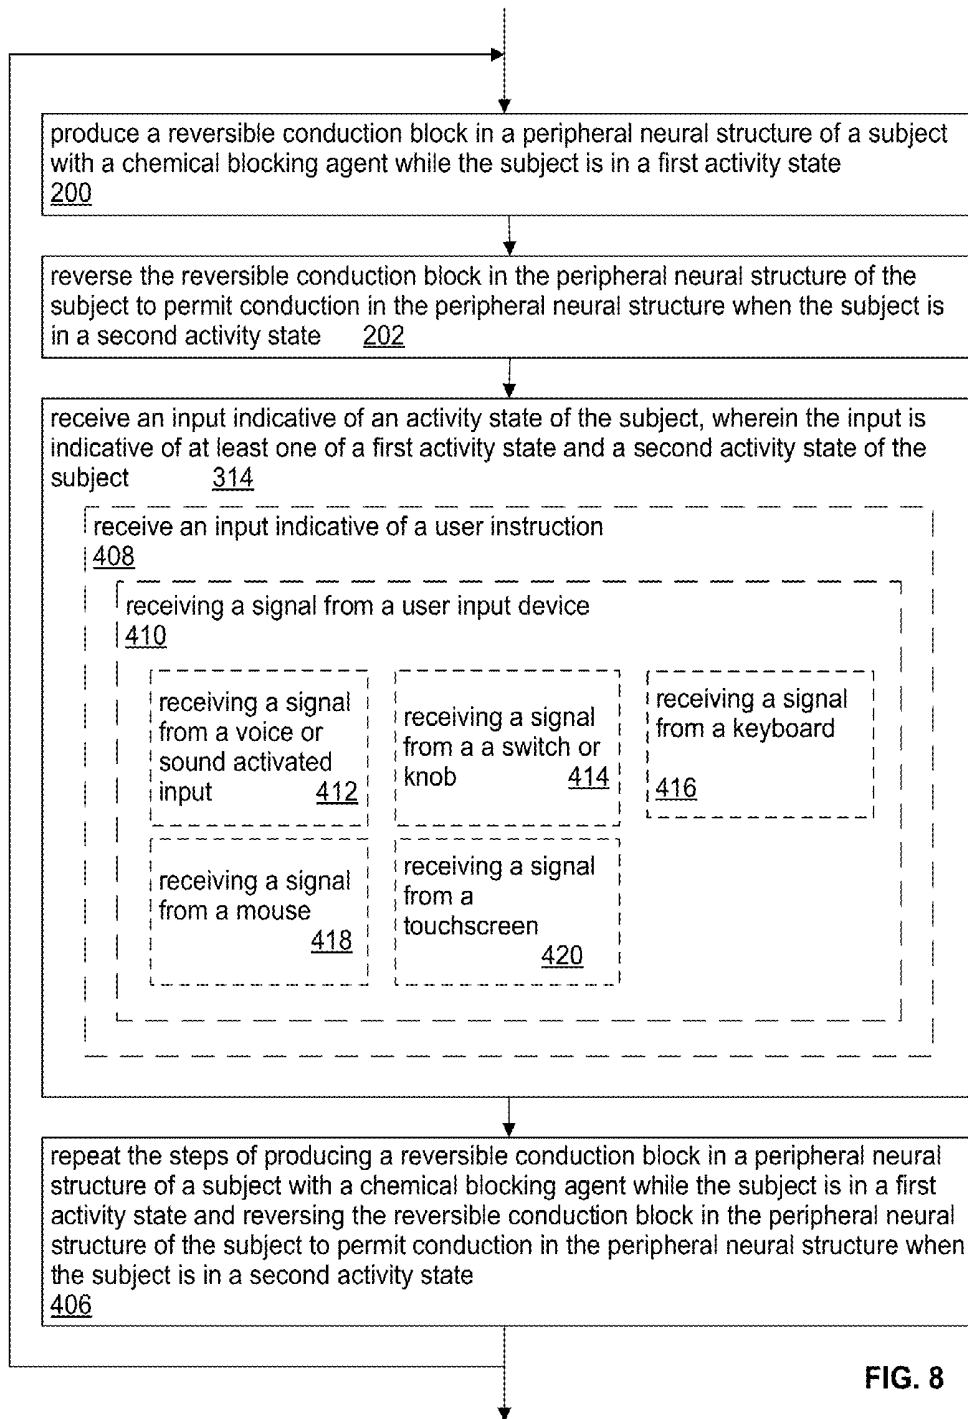 produce a reversible conduction block in a peripheral neural structure of a subject
with a chemical blocking agent while the subject is in a first activity state
200
reverse the reversible conduction block in the peripheral neural structure of the
subject to permit conduction in the peripheral neural structure when the subject is
in a second activity state 202
receive an input indicative of an activity state of the subject, wherein the input is
indicative of at least one of a first activity state and a second activity state of the
subject 314
receive an input indicative of a user instruction
408
receiving a signal from a user input device
410
receiving a signal
from a voice or
sound activated
input 412
receiving a signal
from a a switch or
knob 414
receiving a signal
from a keyboard
416
receiving a signal
from a mouse
418
receiving a signal
from a
touchscreen
420
repeat the steps of producing a reversible conduction block in a peripheral neural
structure of a subject with a chemical blocking agent while the subject is in a first
activity state and reversing the reversible conduction block in the peripheral neural
structure of the subject to permit conduction in the peripheral neural structure when
the subject is in a second activity state
406
FIG. 8